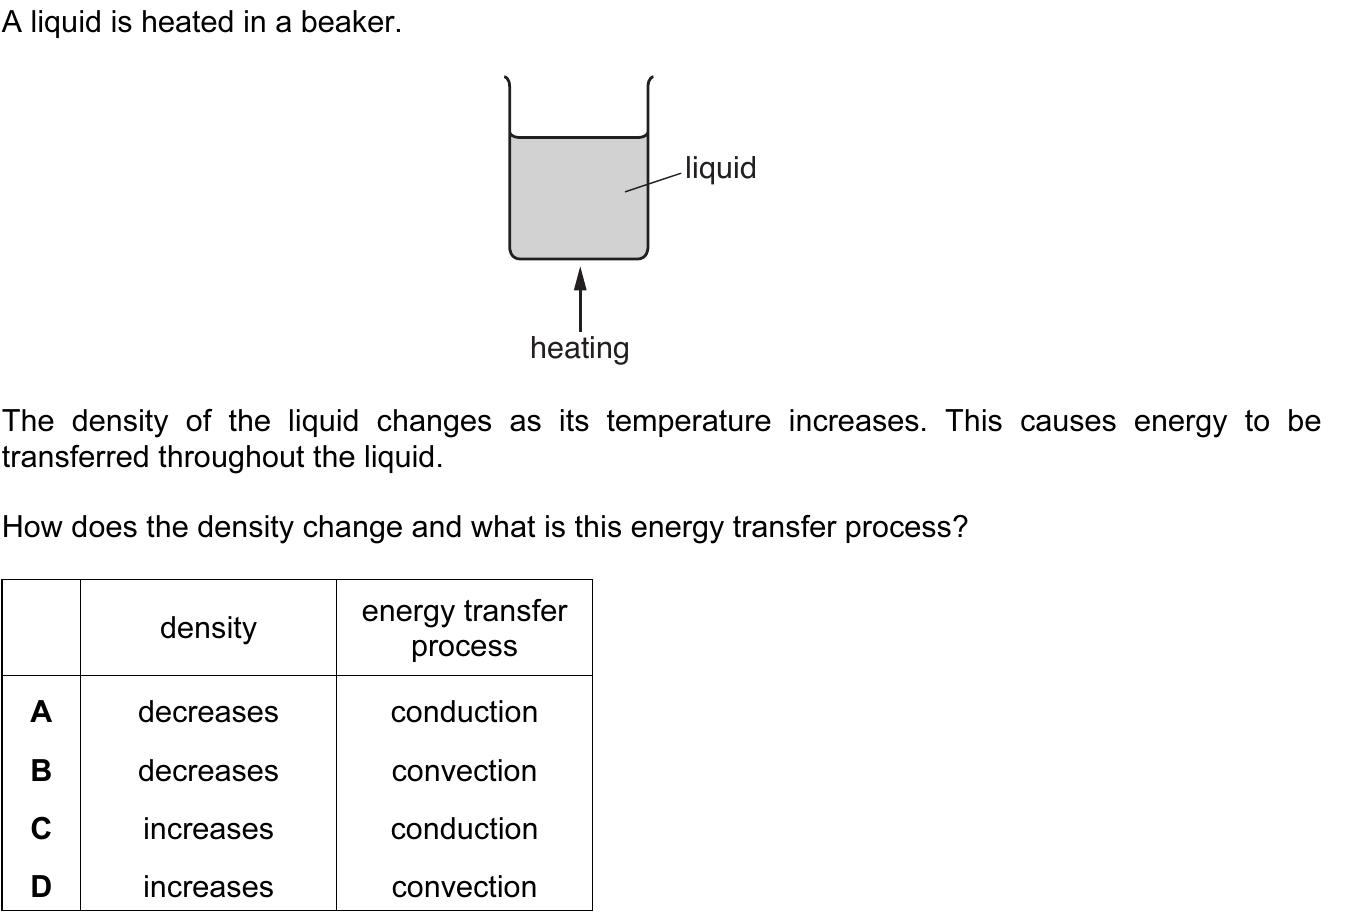 A liquid is heated in a beaker.
liquid
heating
The density of the liquid changes as its temperature increases. This causes energy to be
transferred throughout the liquid.
How does the density change and what is this energy transfer process?
density
energy transfer
process
A decreases conduction
B decreases convection
C increases conduction
D increases convection